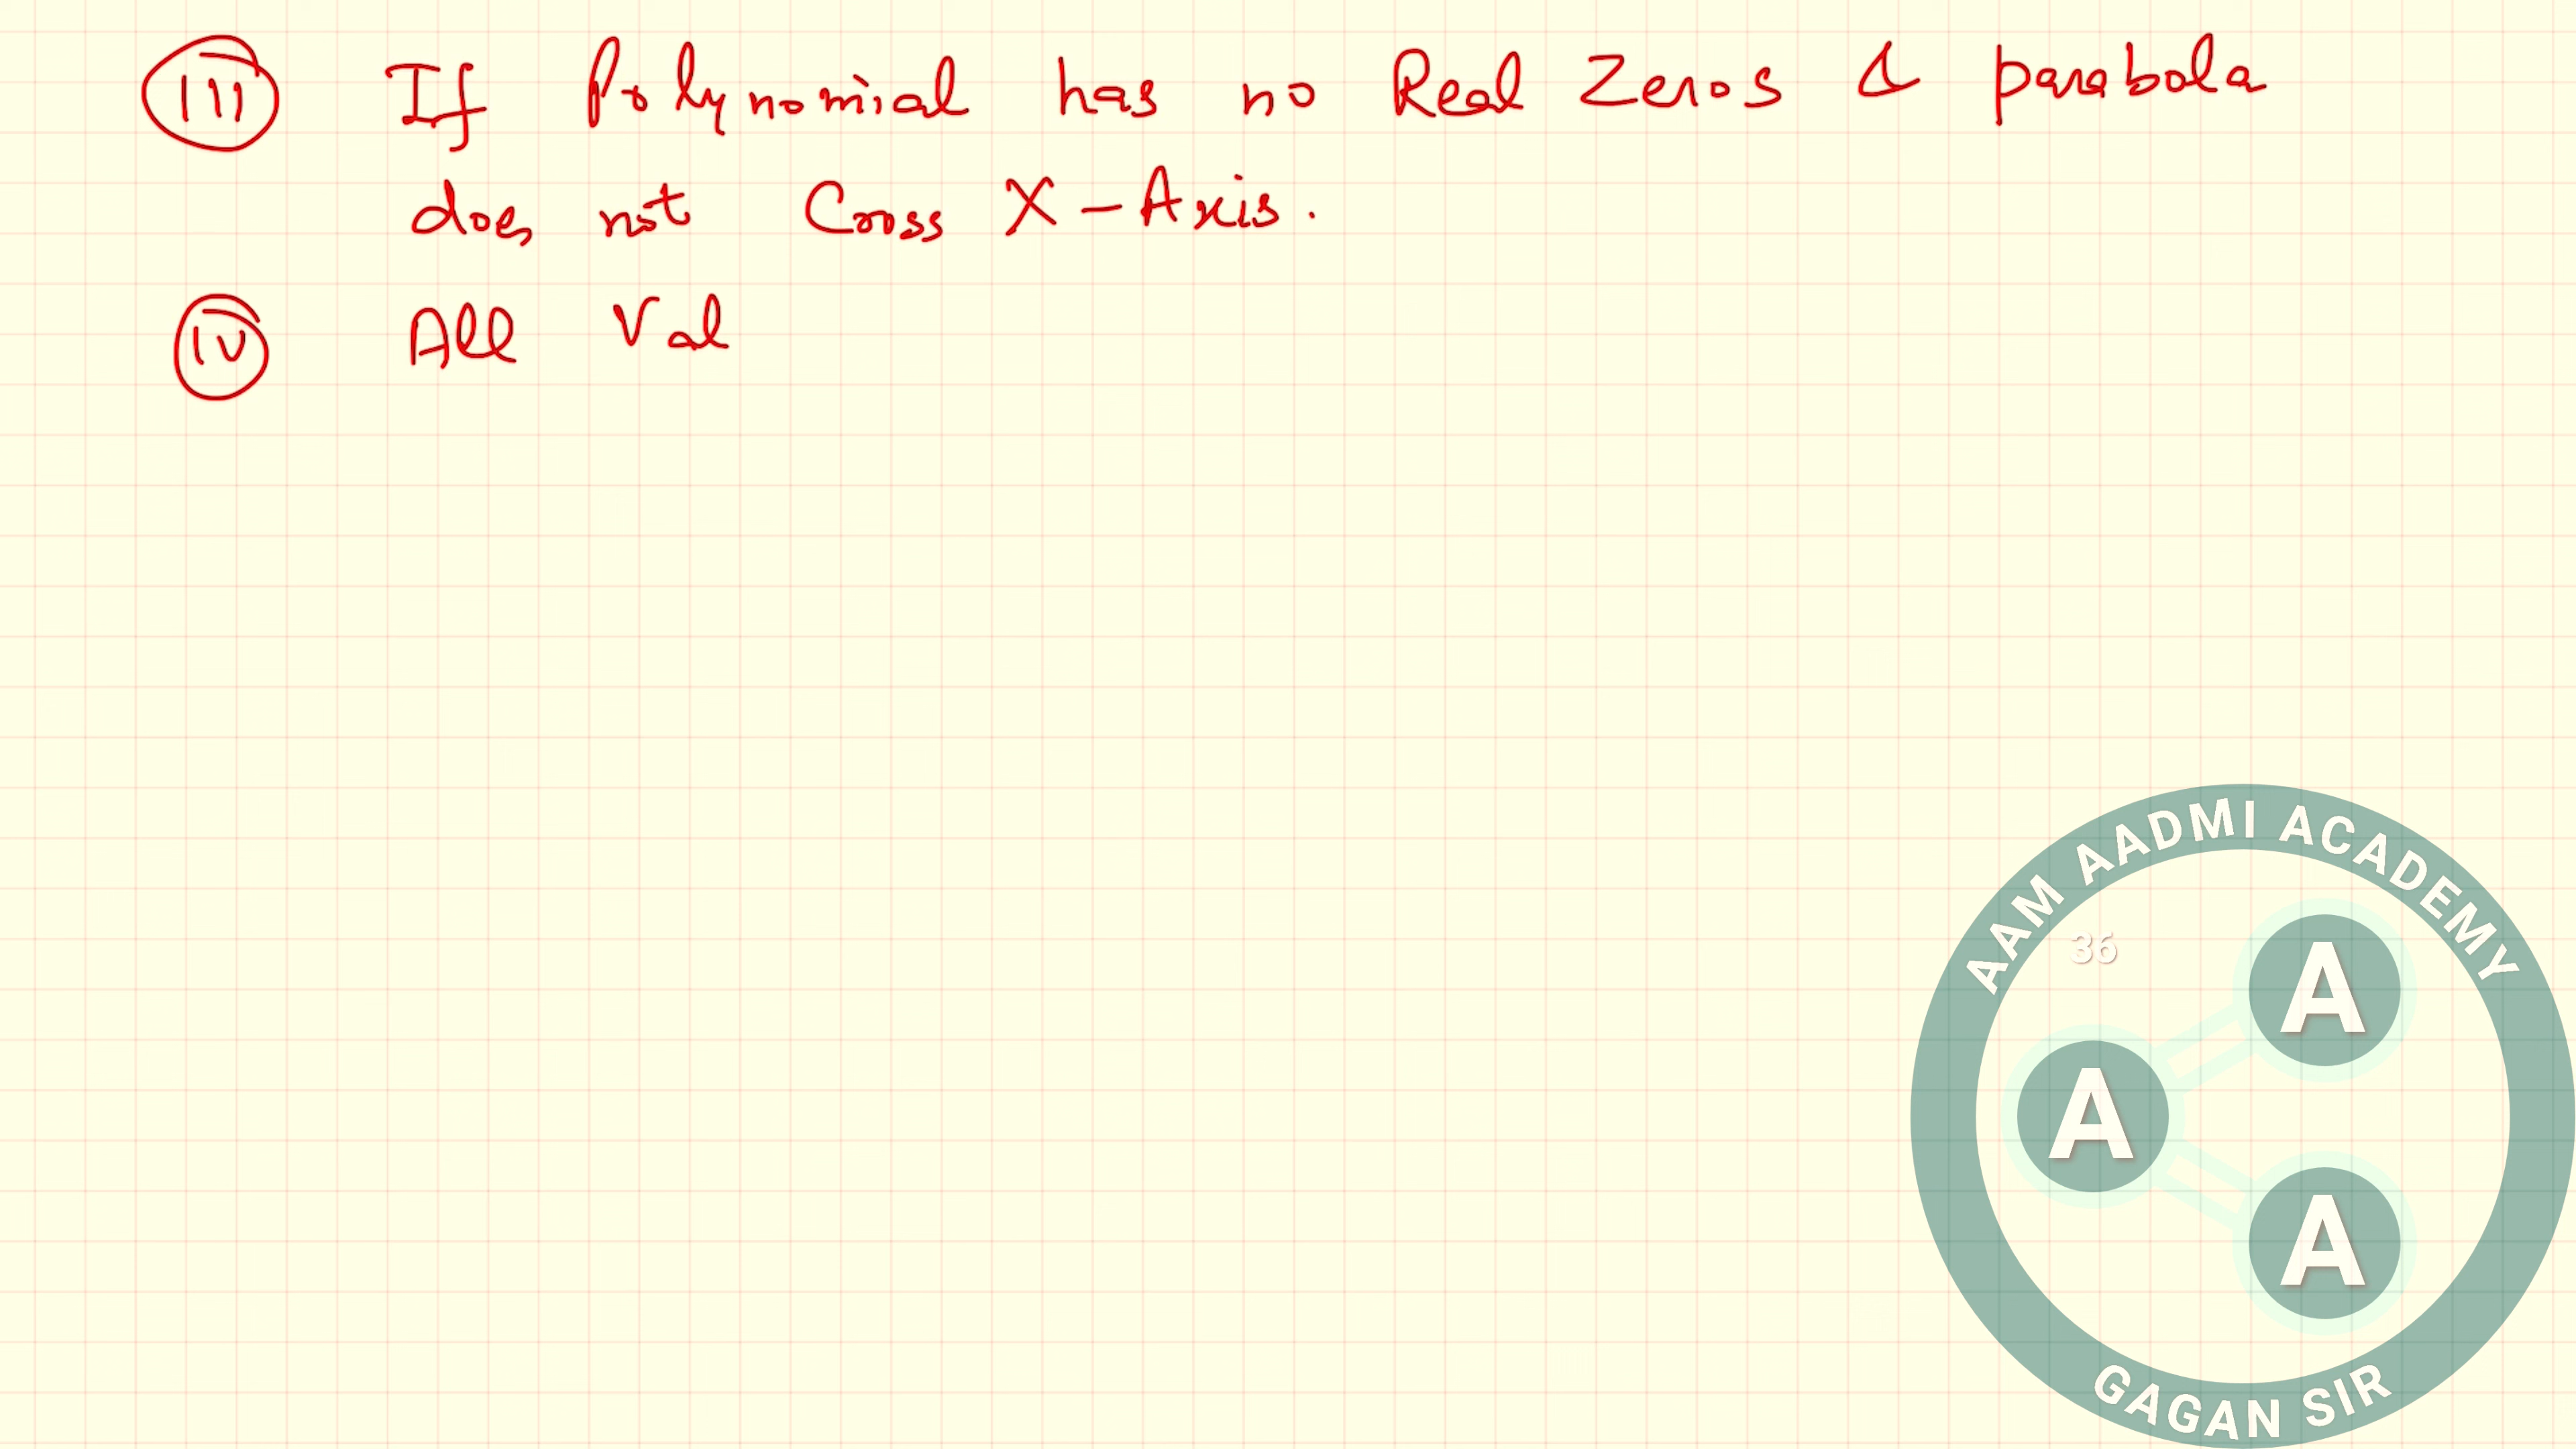 (iii) If Polynomial has no Real Zeros & parabola
does not Cross X-Axis.
(iv) All Val
AAM AADMI ACADEMY
36
A
A
A
GAGAN SIR